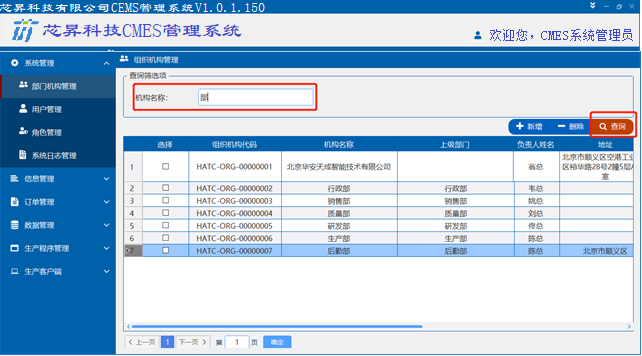 芯昇科技有限公司CEMS管理系统V1.0.1.150
芯昇科技CMES管理系统
欢迎您，CMES系统管理员
系统管理
部门机构管理
用户管理
角色管理
系统日志管理
信息管理
订单管理
数据管理
生产程序管理
生产客户端
组织机构管理
查询筛选项
机构名称： 部
新增 删除 查询
选择 组织机构代码 机构名称 上级部门 负责人姓名 地址
1 HATC-ORG-00000001 北京华安天成智能技术有限公司 翁总 北京市顺义区空港工业区裕华路28号2幢5层A室
2 HATC-ORG-00000002 行政部 行政部 韦总
3 HATC-ORG-00000003 销售部 销售部 姚总
4 HATC-ORG-00000004 质量部 质量部 刘总
5 HATC-ORG-00000005 研发部 研发部 佟总
6 HATC-ORG-00000006 生产部 生产部 陈总
7 HATC-ORG-00000007 后勤部 后勤部 陈总 北京市顺义区
上一页 1 下一页 第 1 页 确定